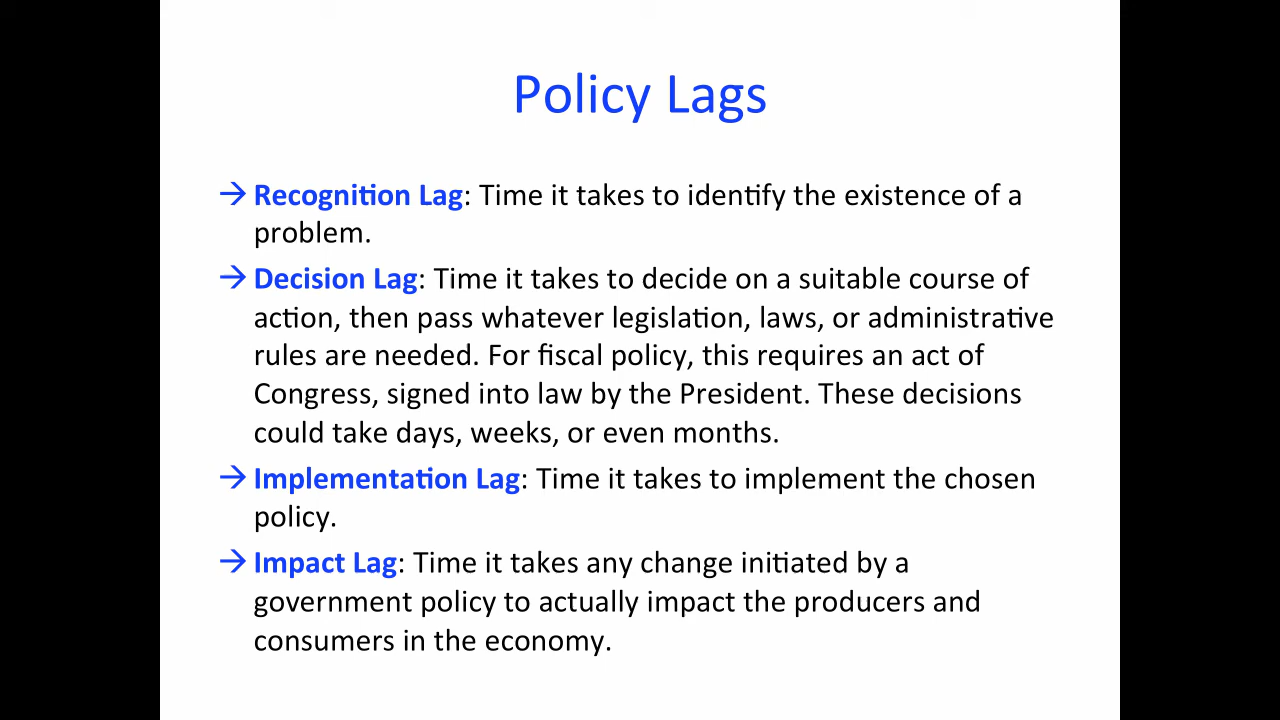 Policy Lags
→ Recognition Lag: Time it takes to identify the existence of a
problem.
→ Decision Lag: Time it takes to decide on a suitable course of
action, then pass whatever legislation, laws, or administrative
rules are needed. For fiscal policy, this requires an act of
Congress, signed into law by the President. These decisions
could take days, weeks, or even months.
→ Implementation Lag: Time it takes to implement the chosen
policy.
→ Impact Lag: Time it takes any change initiated by a
government policy to actually impact the producers and
consumers in the economy.